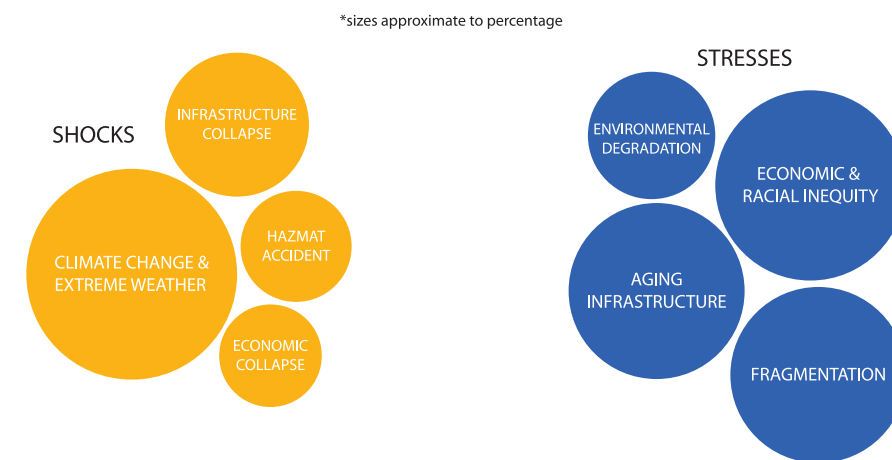 *sizes approximate to percentage
SHOCKS
INFRASTRUCTURE
COLLAPSE
HAZMAT
ACCIDENT
CLIMATE CHANGE &
EXTREME WEATHER
ECONOMIC
COLLAPSE
STRESSES
ENVIRONMENTAL
DEGRADATION
ECONOMIC &
RACIAL INEQUITY
AGING
INFRASTRUCTURE
FRAGMENTATION